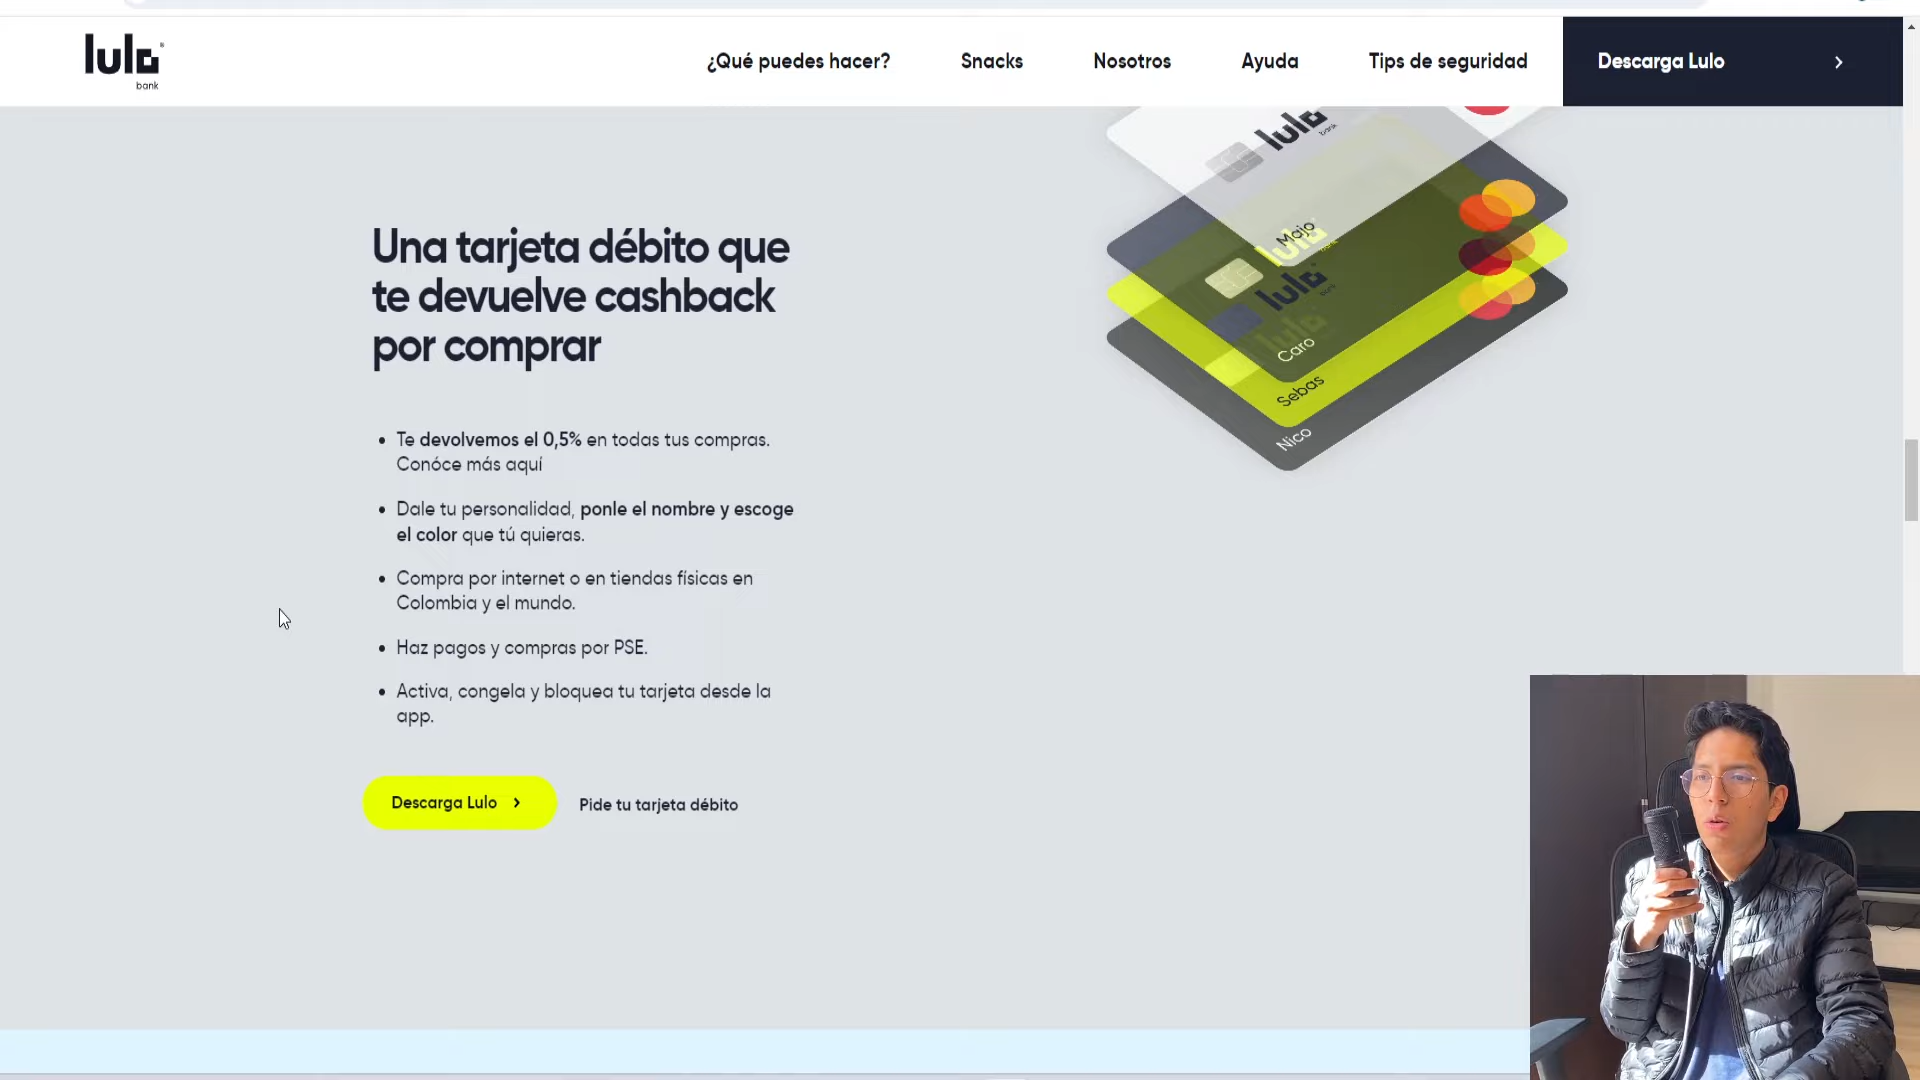 lulo
bank
¿Qué puedes hacer?
Snacks
Nosotros
Ayuda
Tips de seguridad
Descarga Lulo
lulo
bank
Majo
lulo
lulo
Caro
Sebas
Nico
Una tarjeta débito que
te devuelve cashback
por comprar
Te devolvemos el 0,5% en todas tus compras.
Conóce más aquí
Dale tu personalidad, ponle el nombre y escoge
el color que tú quieras.
Compra por internet o en tiendas físicas en
Colombia y el mundo.
Haz pagos y compras por PSE.
Activa, congela y bloquea tu tarjeta desde la
app.
Descarga Lulo
Pide tu tarjeta débito